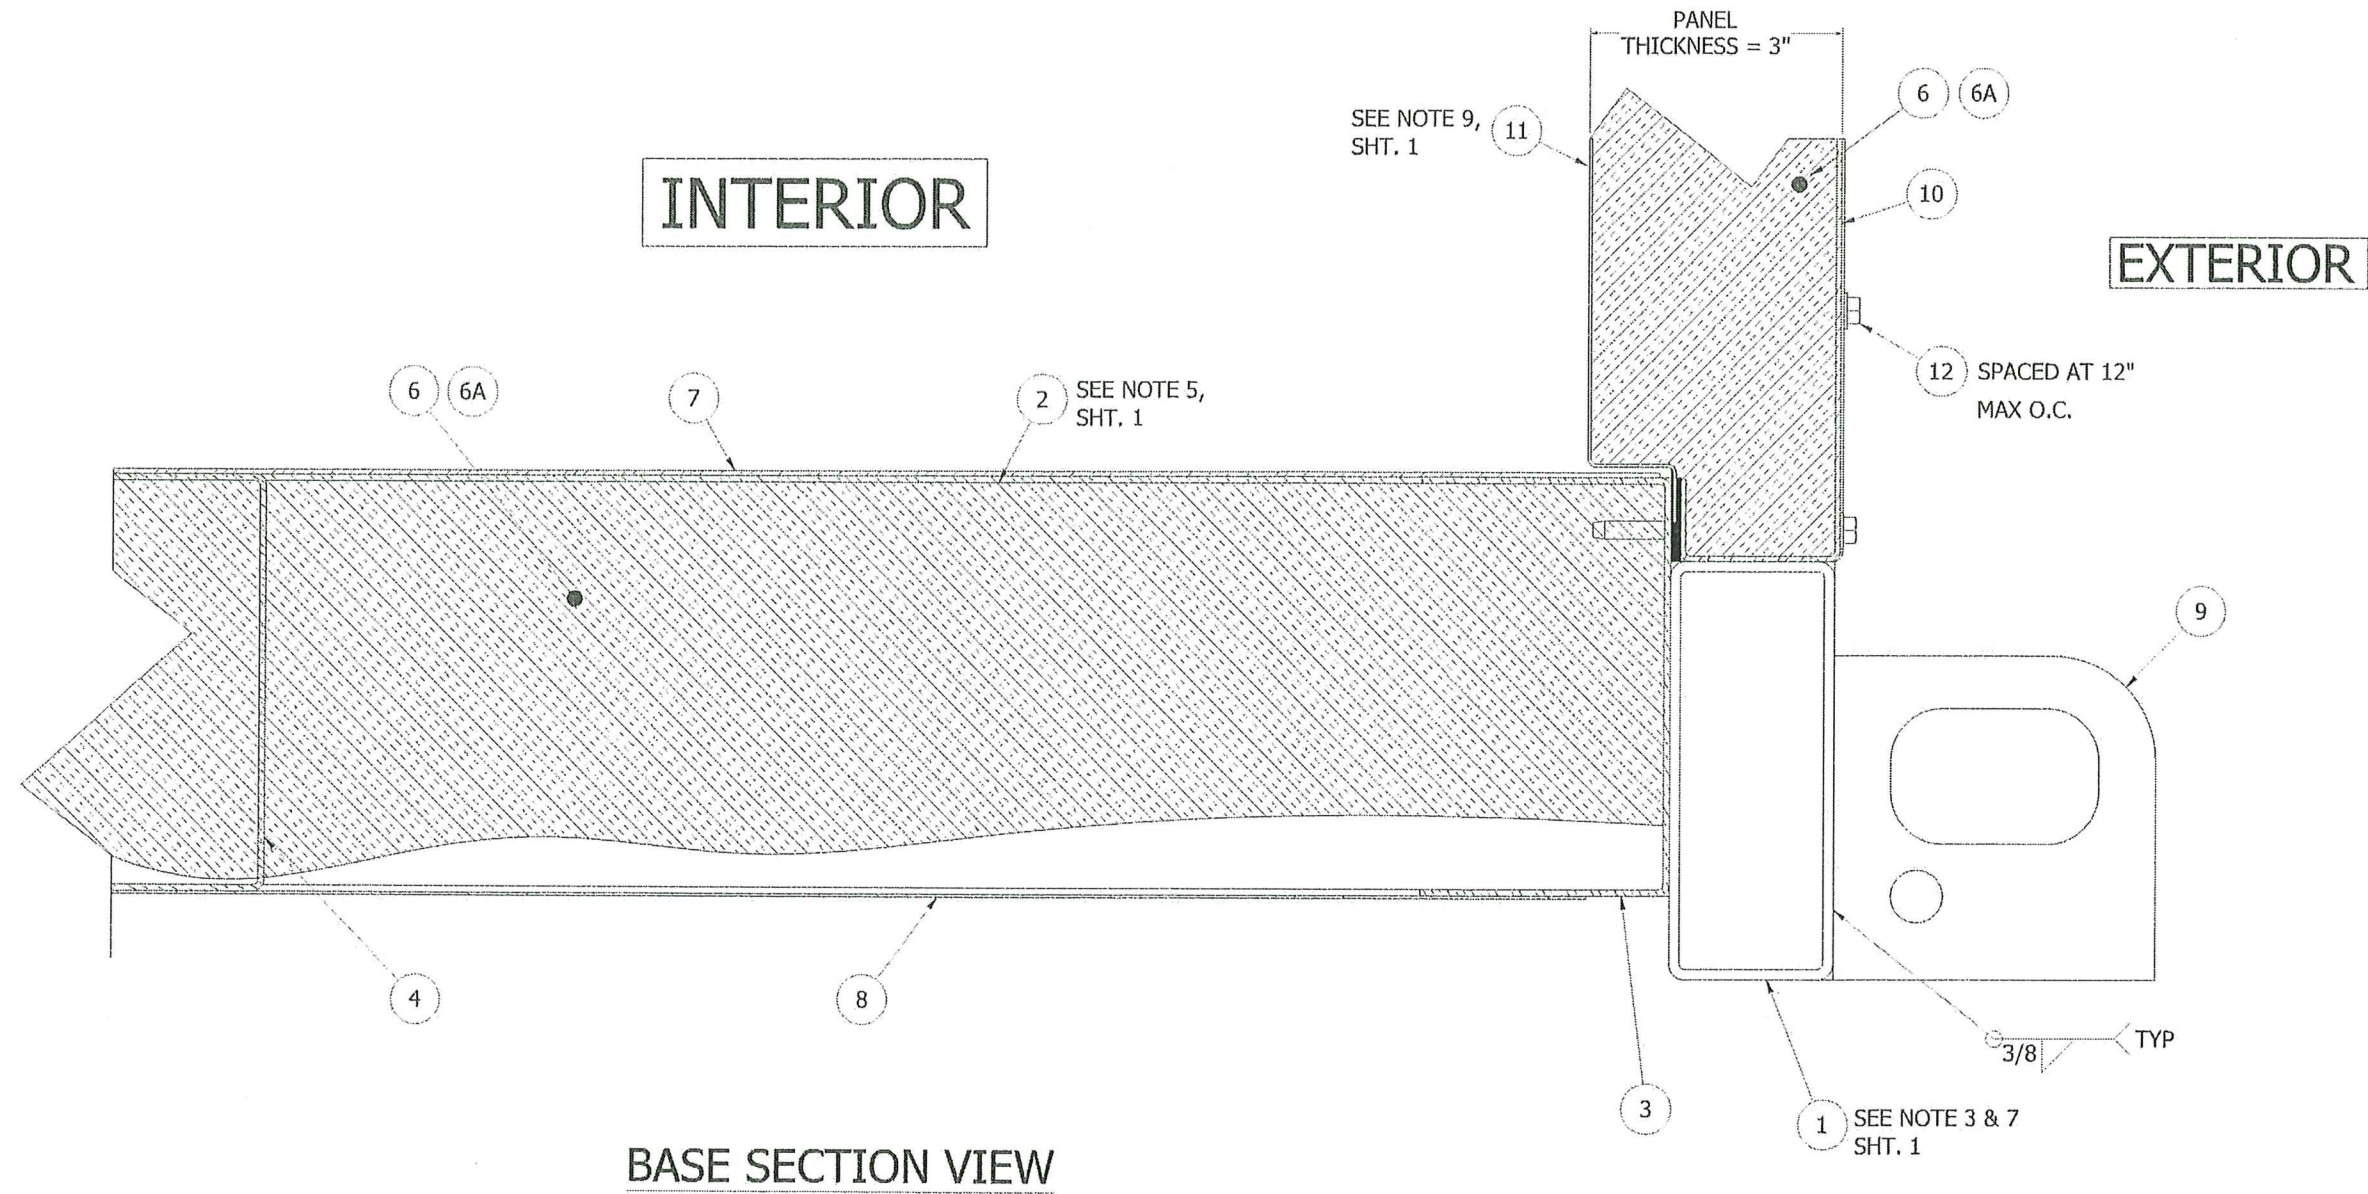 PANEL
THICKNESS = 3"
6 6A
SEE NOTE 9,
SHT. 1
11
INTERIOR
10
EXTERIOR
12 SPACED AT 12"
MAX O.C.
6 6A
7
2 SEE NOTE 5,
SHT. 1
9
4
8
3/8
TYP
3
1 SEE NOTE 3 & 7
SHT. 1
BASE SECTION VIEW